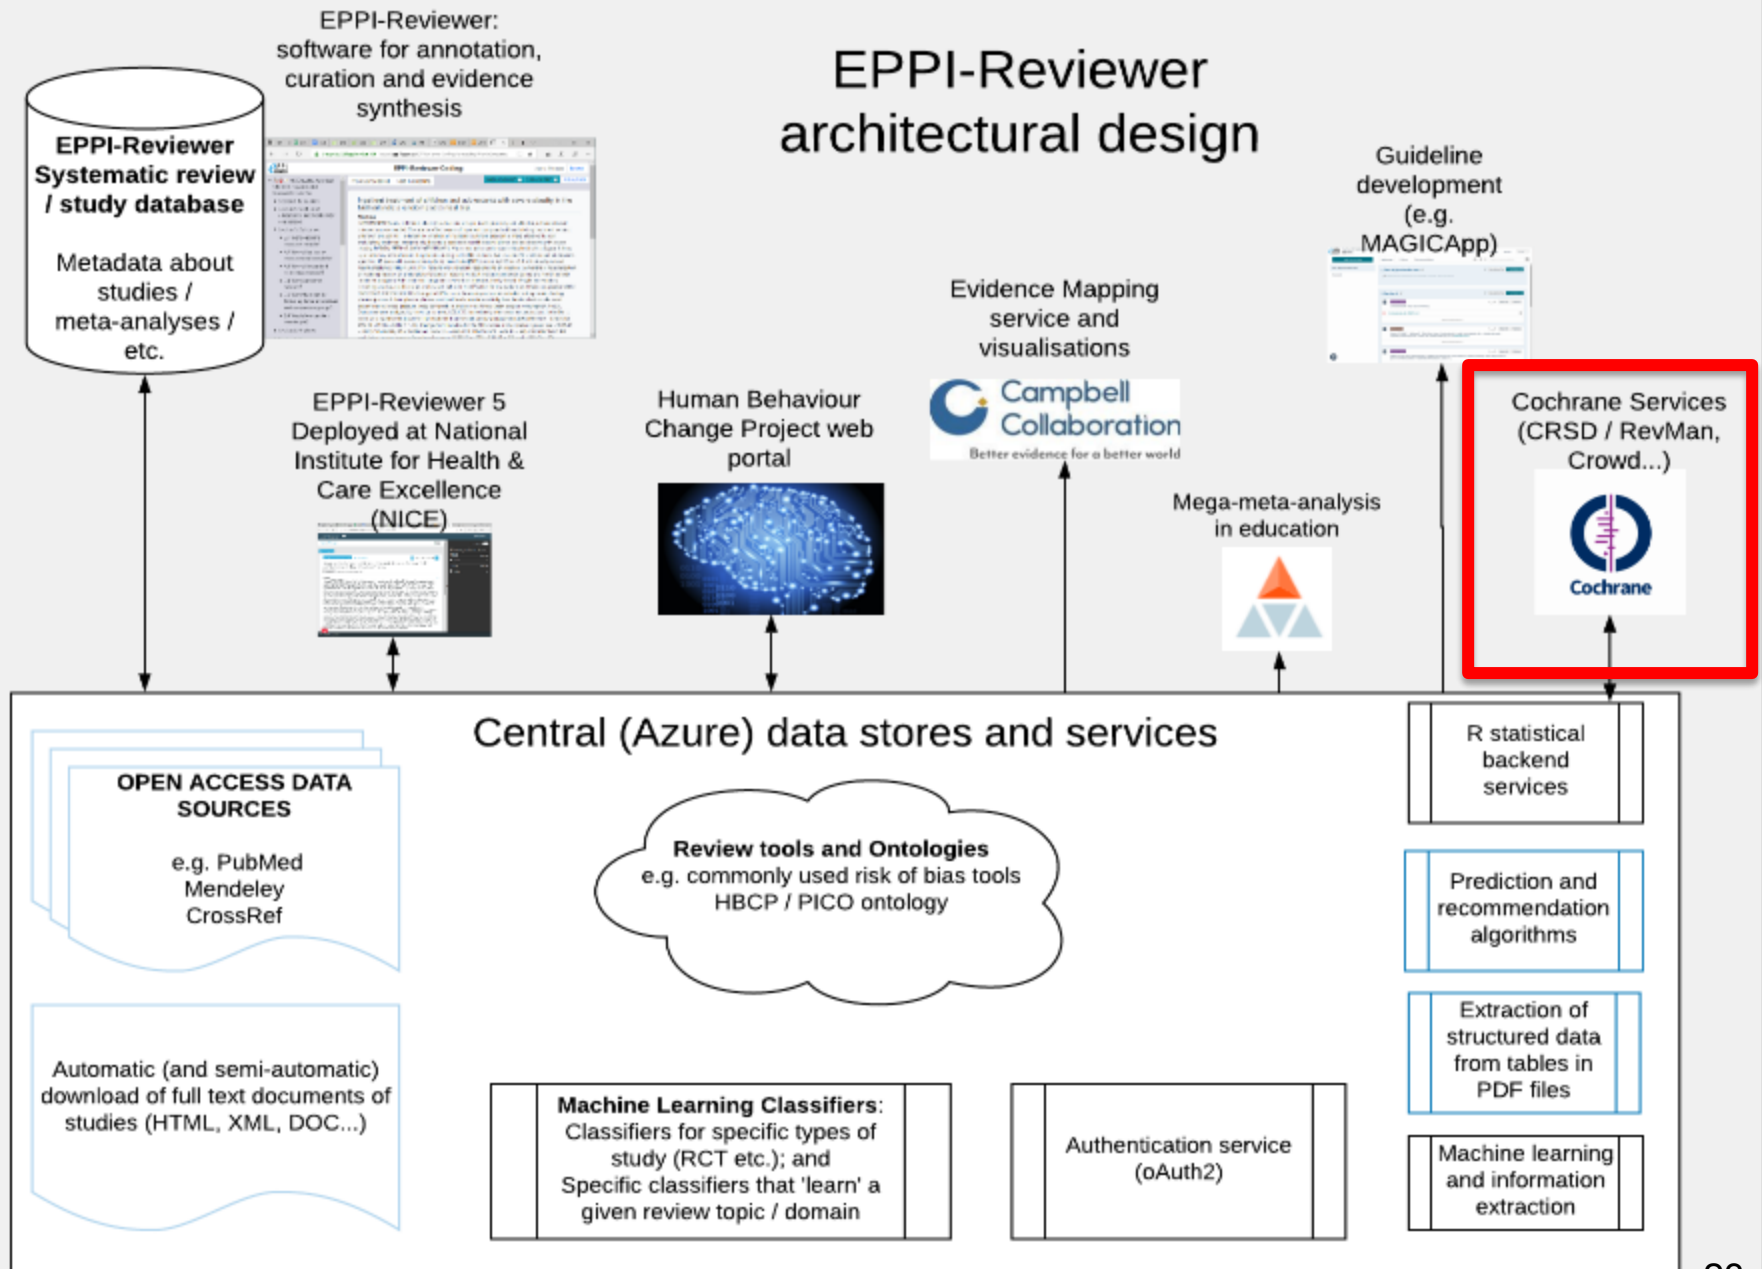 EPPI-Reviewer:
software for annotation,
curation and evidence
synthesis
EPPI-Reviewer
architectural design
EPPI-Reviewer
Systematic review
/ study database
Metadata about
studies /
meta-analyses /
etc.
EPPI-Reviewer Coding
Guideline
development
(e.g.
MAGICApp)
Evidence Mapping
service and
visualisations
Campbell
Collaboration
Better evidence for a better world
EPPI-Reviewer 5
Deployed at National
Institute for Health &
Care Excellence
(NICE)
Human Behaviour
Change Project web
portal
Mega-meta-analysis
in education
Cochrane Services
(CRSD / RevMan,
Crowd...)
Cochrane
Central (Azure) data stores and services
OPEN ACCESS DATA
SOURCES
e.g. PubMed
Mendeley
CrossRef
Review tools and Ontologies
e.g. commonly used risk of bias tools
HBCP / PICO ontology
R statistical
backend
services
Prediction and
recommendation
algorithms
Extraction of
structured data
from tables in
PDF files
Machine learning
and information
extraction
Automatic (and semi-automatic)
download of full text documents of
studies (HTML, XML, DOC...)
Machine Learning Classifiers:
Classifiers for specific types of
study (RCT etc.); and
Specific classifiers that 'learn' a
given review topic / domain
Authentication service
(oAuth2)